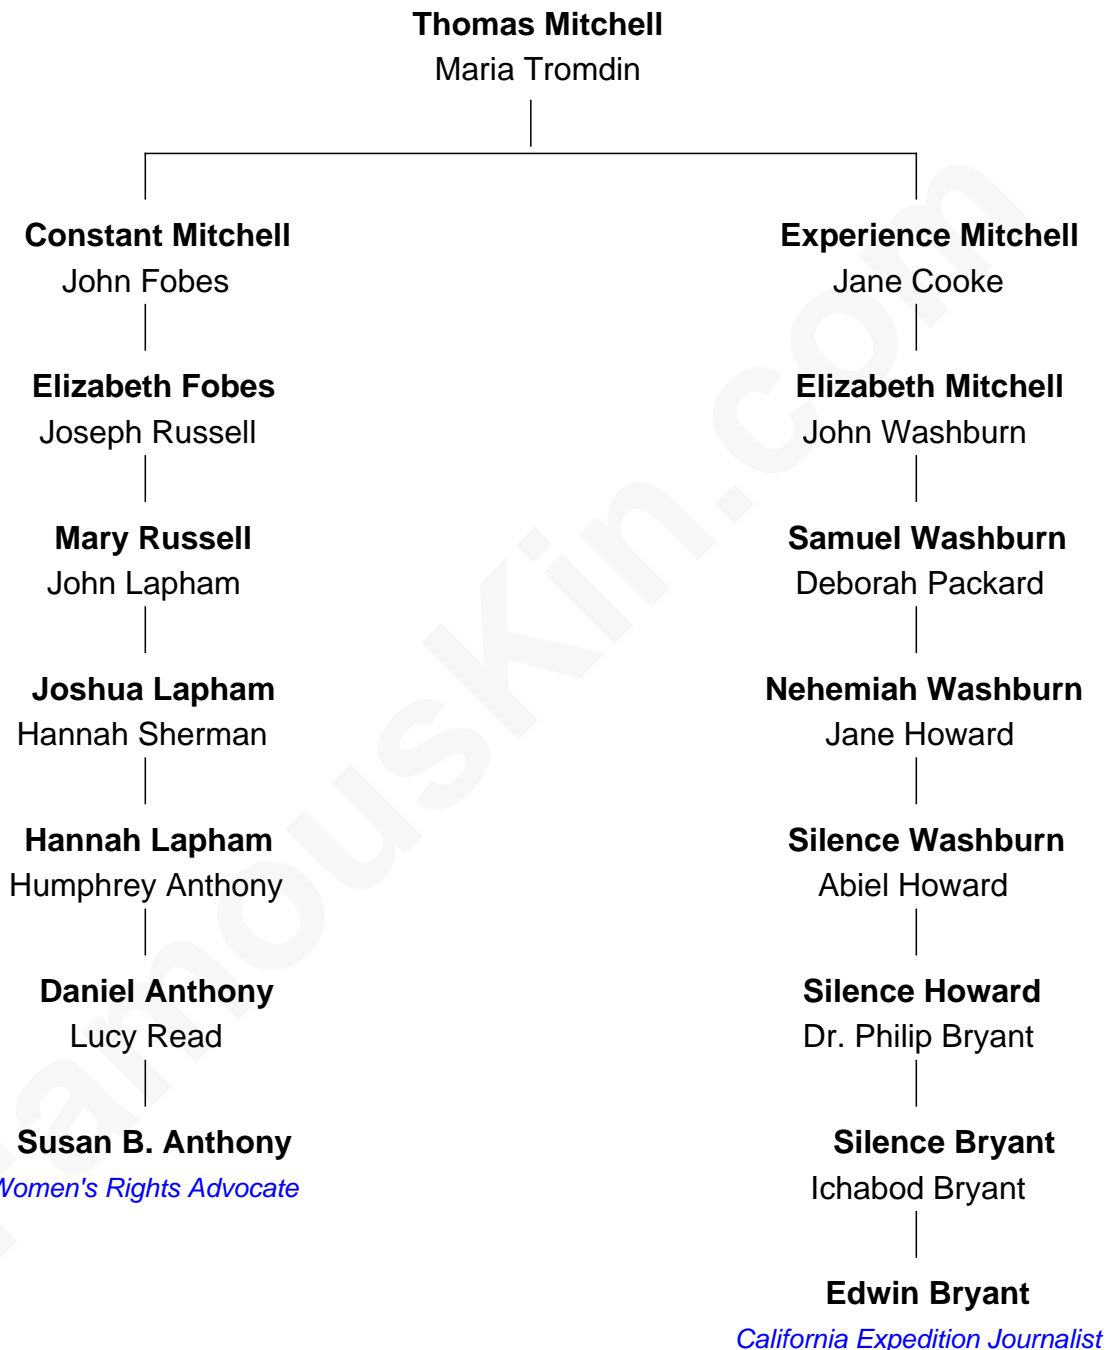 Thomas Mitchell
Maria Tromdin
Constant Mitchell
John Fobes
Experience Mitchell
Jane Cooke
Elizabeth Fobes
Joseph Russell
Elizabeth Mitchell
John Washburn
Mary Russell
John Lapham
Samuel Washburn
Deborah Packard
Joshua Lapham
Hannah Sherman
Nehemiah Washburn
Jane Howard
Hannah Lapham
Humphrey Anthony
Silence Washburn
Abiel Howard
Daniel Anthony
Lucy Read
Silence Howard
Dr. Philip Bryant
Susan B. Anthony
Women's Rights Advocate
Silence Bryant
Ichabod Bryant
Edwin Bryant
California Expedition Journalist
FamousKin.com